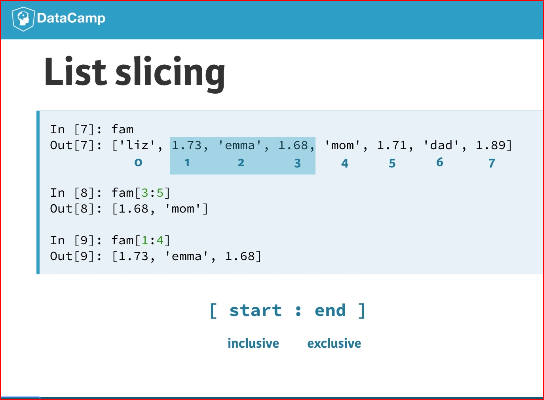 DataCamp
List slicing
In [7]: fam
Out[7]: ['liz', 1.73, 'emma', 1.68, 'mom', 1.71, 'dad', 1.89]
0 1 2 3 4 5 6 7
In [8]: fam[3:5]
Out[8]: [1.68, 'mom']
In [9]: fam[1:4]
Out[9]: [1.73, 'emma', 1.68]
[ start : end ]
inclusive exclusive